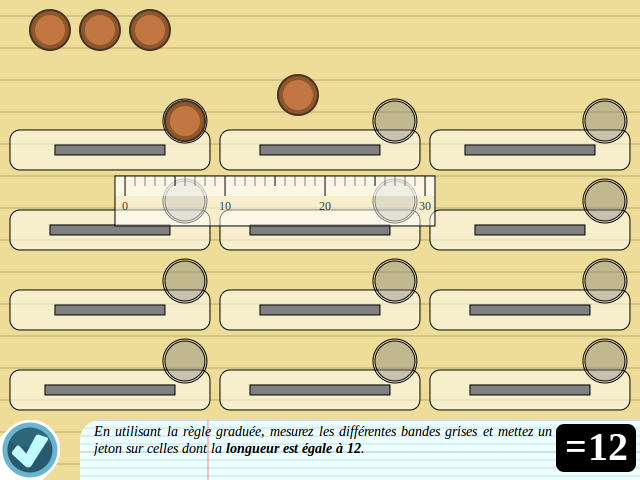 0 10 20 30
En utilisant la règle graduée, mesurez les différentes bandes grises et mettez un
jeton sur celles dont la longueur est égale à 12.
=12